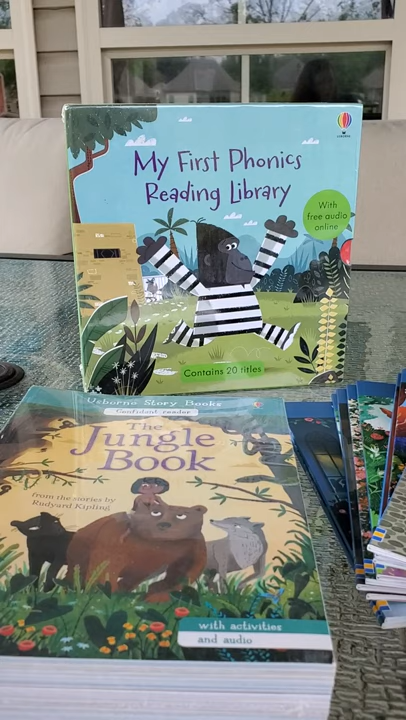 My First Phonics
Reading Library
With
free audio
online
Contains 20 titles
Usborne Story Books
Confident reader
The
Jungle
Book
from the stories by
Rudyard Kipling
with activities
and audio